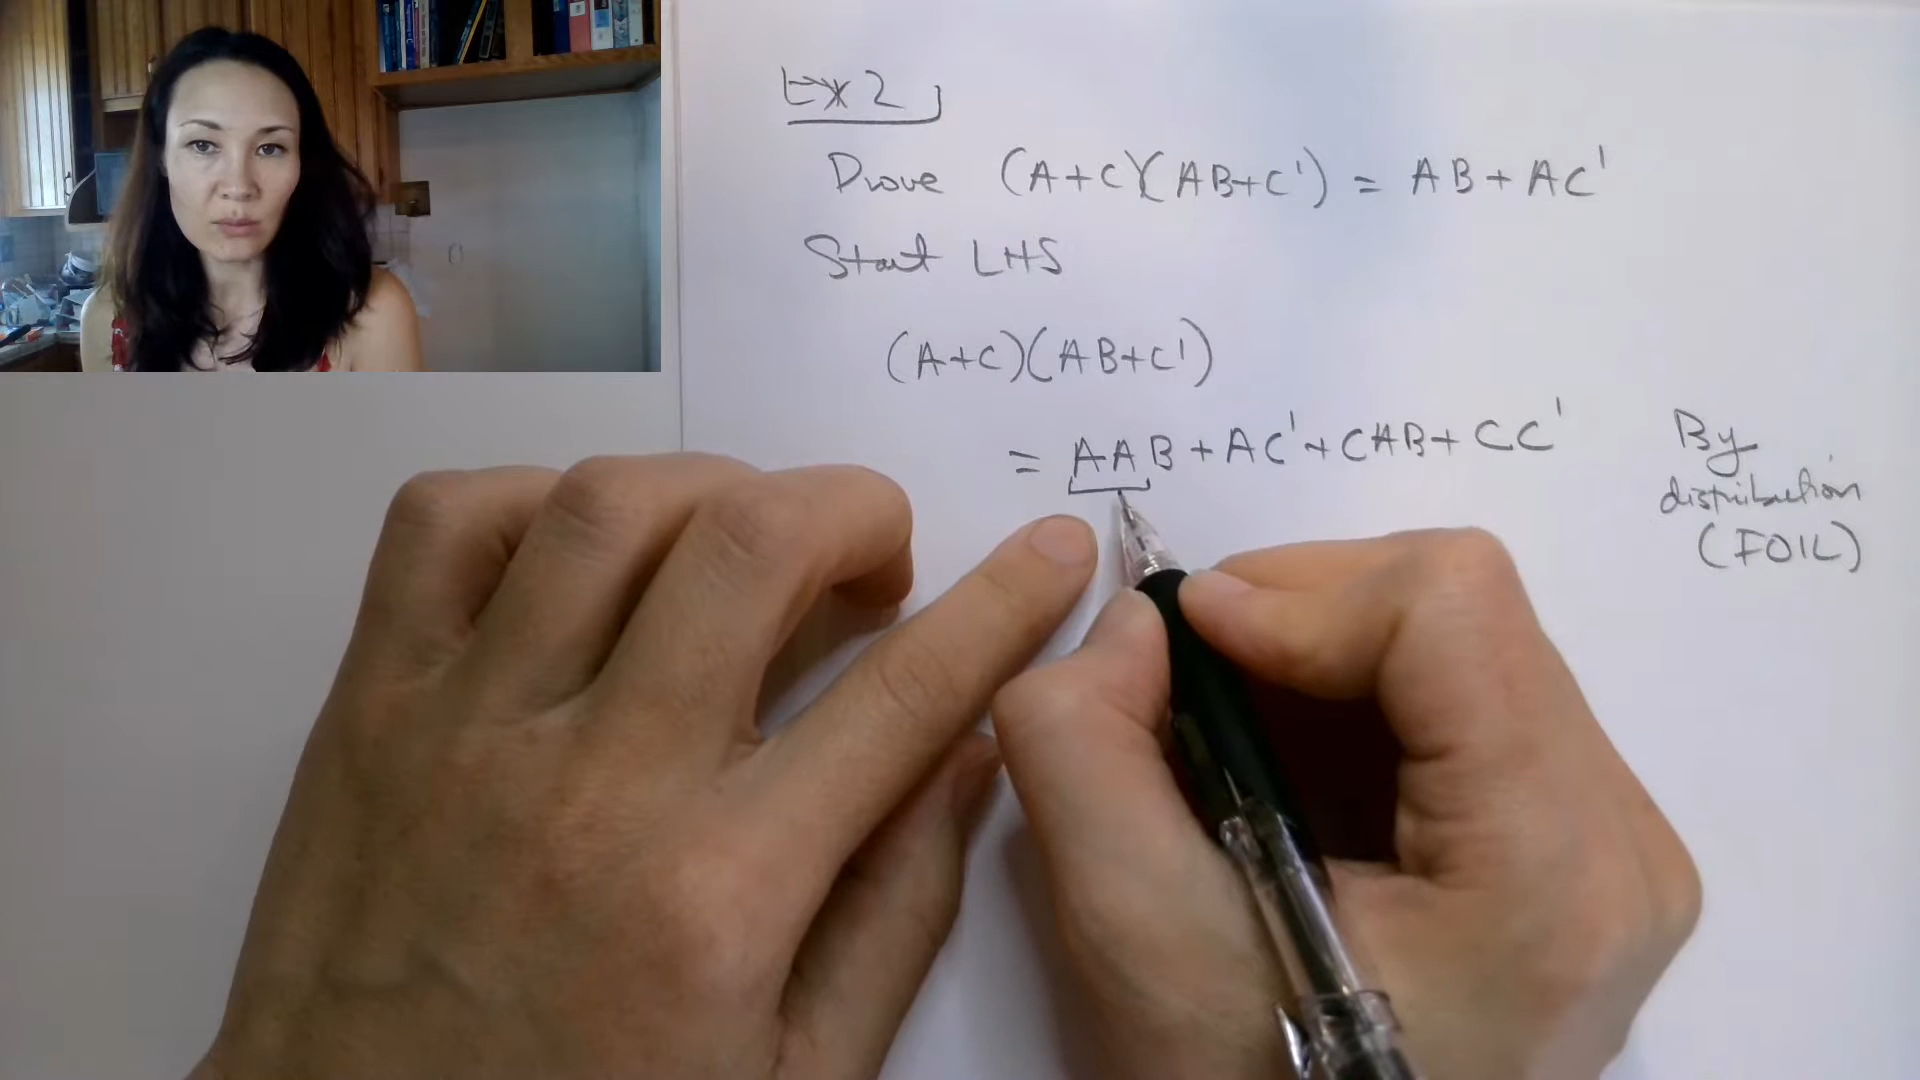 Ex 2
Prove (A+C)(AB+C') = AB + AC'
Start LHS
(A+C)(AB+C')
= AAB + AC' + CAB + CC'
By
distribution
(FOIL)